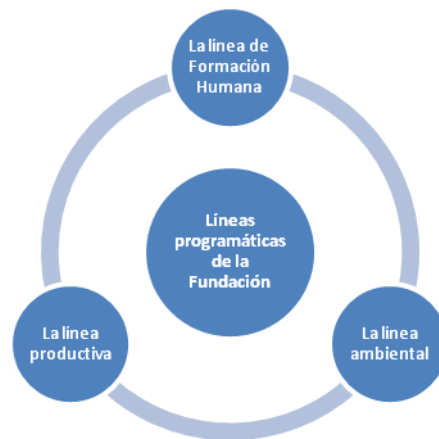 La línea de
Formación
Humana
Líneas
programáticas
de la
Fundación
La línea
productiva
La línea
ambiental